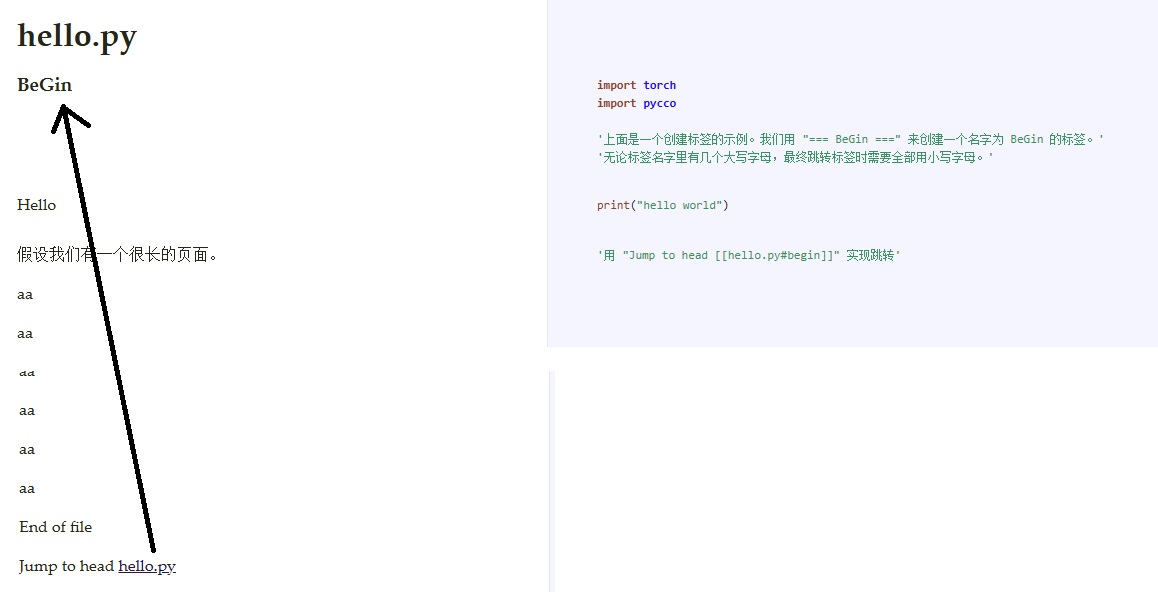 hello.py
BeGin
import torch
import pycco
'上面是一个创建标签的示例。我们用 "=== BeGin ===" 来创建一个名字为 BeGin 的标签。'
'无论标签名字里有几个大写字母，最终跳转标签时需要全部用小写字母。'
Hello
print("hello world")
假设我们有一个很长的页面。
'用 "Jump to head [[hello.py#begin]]" 实现跳转'
aa
aa
aa
aa
aa
aa
End of file
Jump to head hello.py